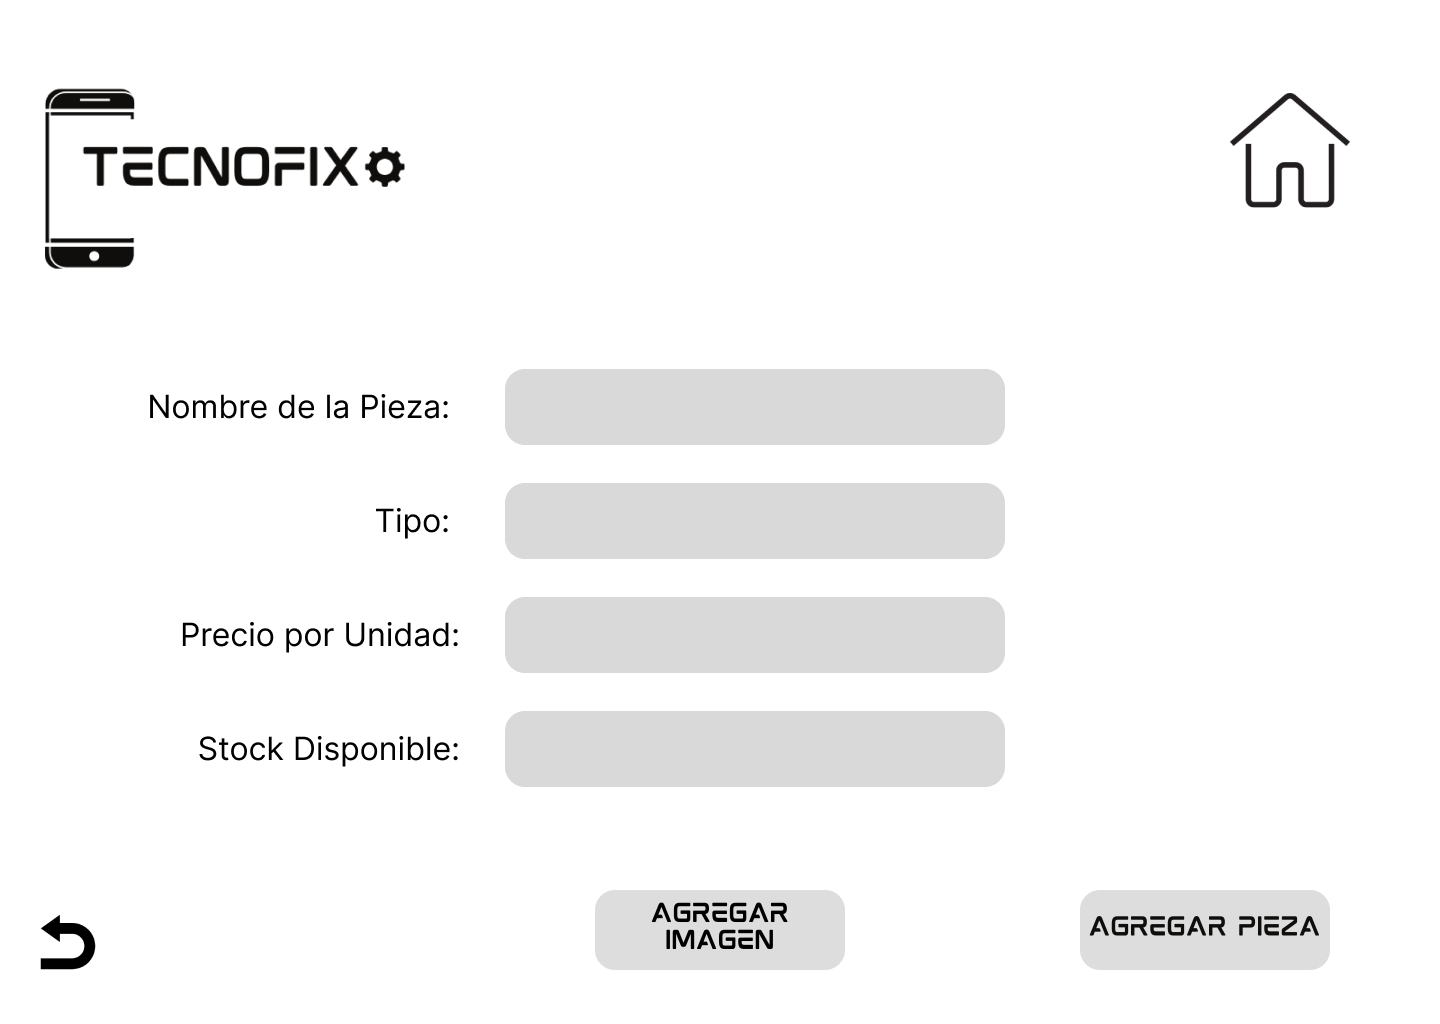 TECNOFIX
Nombre de la Pieza:
Tipo:
Precio por Unidad:
Stock Disponible:
AGREGAR
IMAGEN
AGREGAR PIEZA